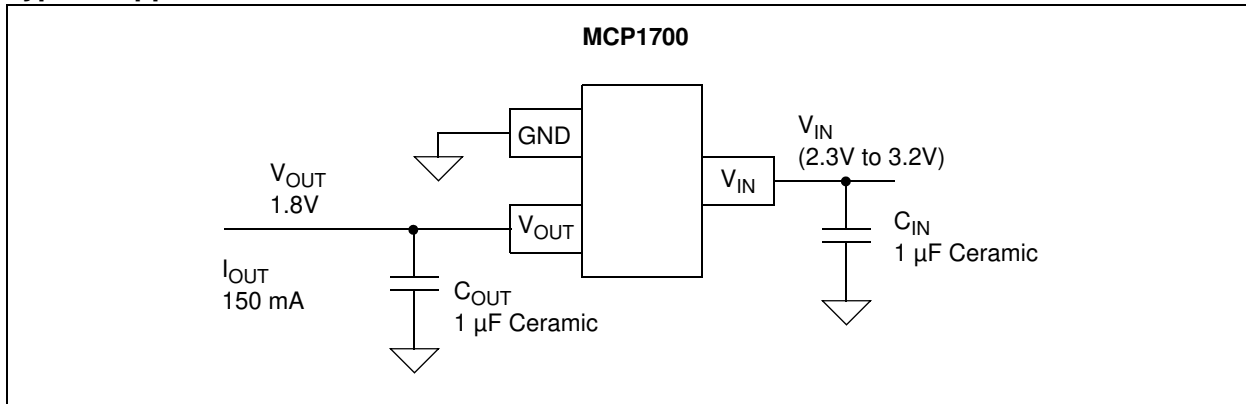 MCP1700
GND
V_IN
(2.3V to 3.2V)
V_IN
V_OUT
1.8V
V_OUT
C_IN
1 µF Ceramic
I_OUT
150 mA
C_OUT
1 µF Ceramic